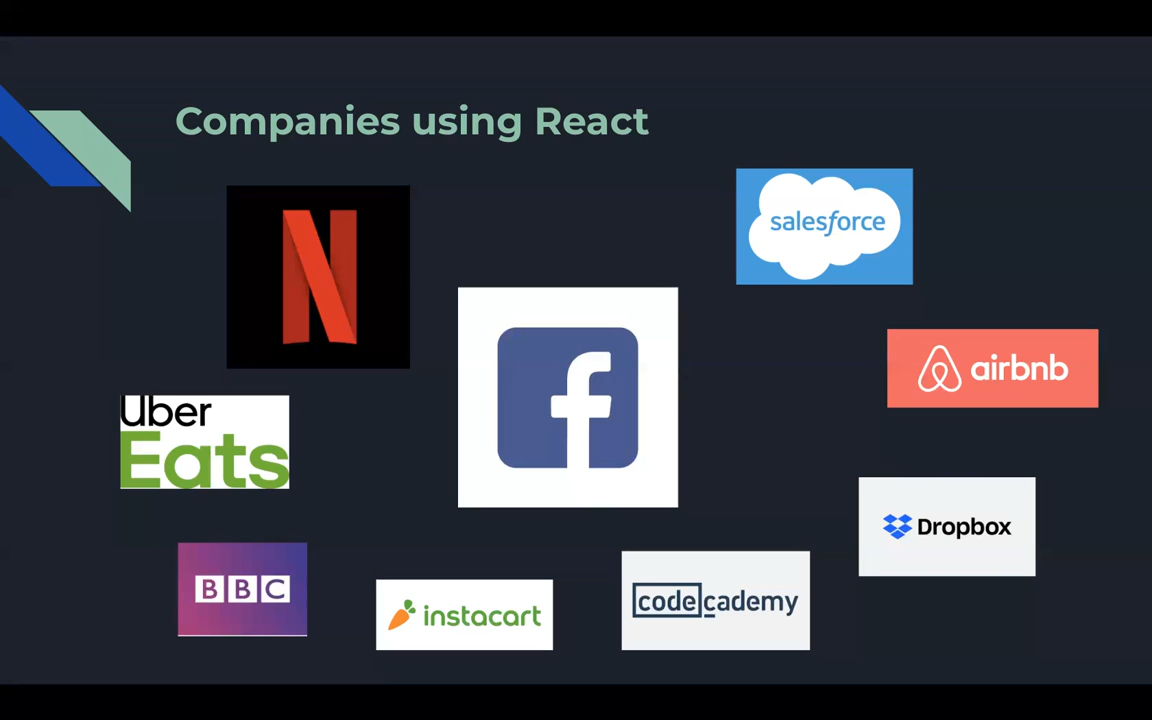 Companies using React
N
salesforce
f
airbnb
Uber
Eats
Dropbox
BBC
instacart
codecademy